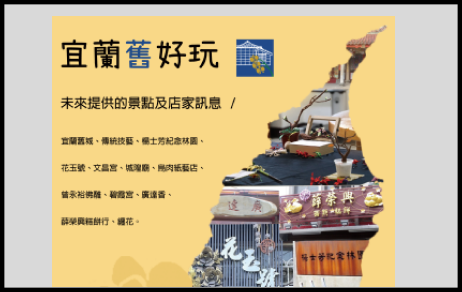 宜蘭舊好玩
未來提供的景點及店家訊息 /
宜蘭舊城、傳統技藝、楊士芳紀念林園、
花玉號、文昌宮、城隍廟、烏肉紙藝店、
曾永裕佛雕、碧霞宮、廣達香、
薛榮興糕餅行、纏花。
達 廣
薛榮興
花玉號
楊士芳紀念林園